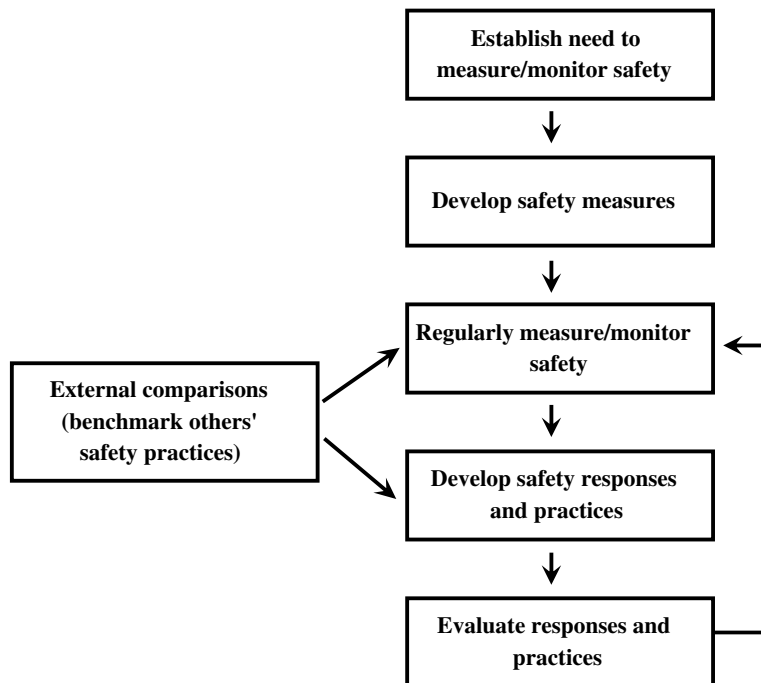 Establish need to
measure/monitor safety
Develop safety measures
Regularly measure/monitor
safety
External comparisons
(benchmark others'
safety practices)
Develop safety responses
and practices
Evaluate responses and
practices